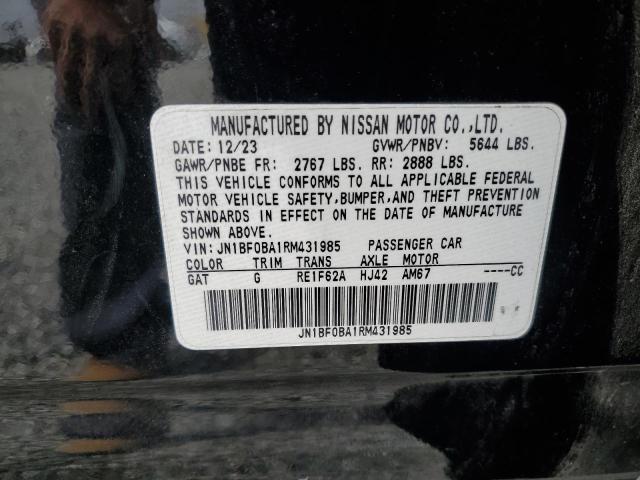 MANUFACTURED BY NISSAN MOTOR CO.,LTD.
DATE: 12/23 GVWR/PNBV: 5644 LBS.
GAWR/PNBE FR: 2767 LBS. RR: 2888 LBS.
THIS VEHICLE CONFORMS TO ALL APPLICABLE FEDERAL
MOTOR VEHICLE SAFETY, BUMPER,AND THEFT PREVENTION
STANDARDS IN EFFECT ON THE DATE OF MANUFACTURE
SHOWN ABOVE.
VIN: JN1BF0BA1RM431985 PASSENGER CAR
COLOR TRIM TRANS AXLE MOTOR
GAT G RE1F62A HJ42 AM67 ----CC
JN1BF0BA1RM431985